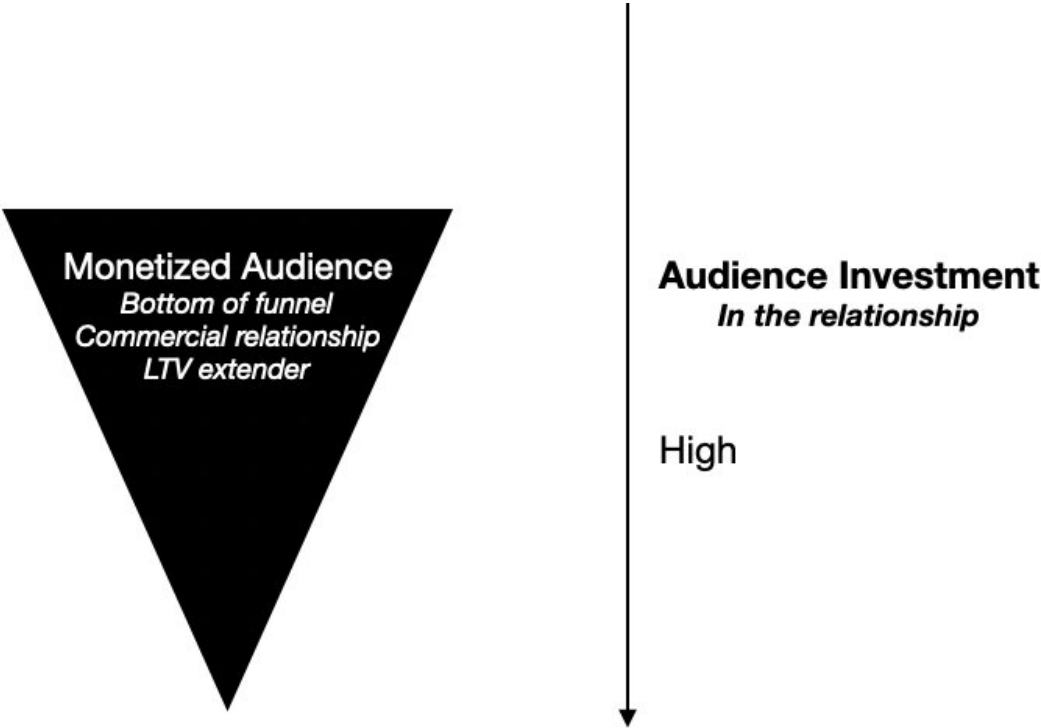 Monetized Audience
Bottom of funnel
Commercial relationship
LTV extender
Audience Investment
In the relationship
High